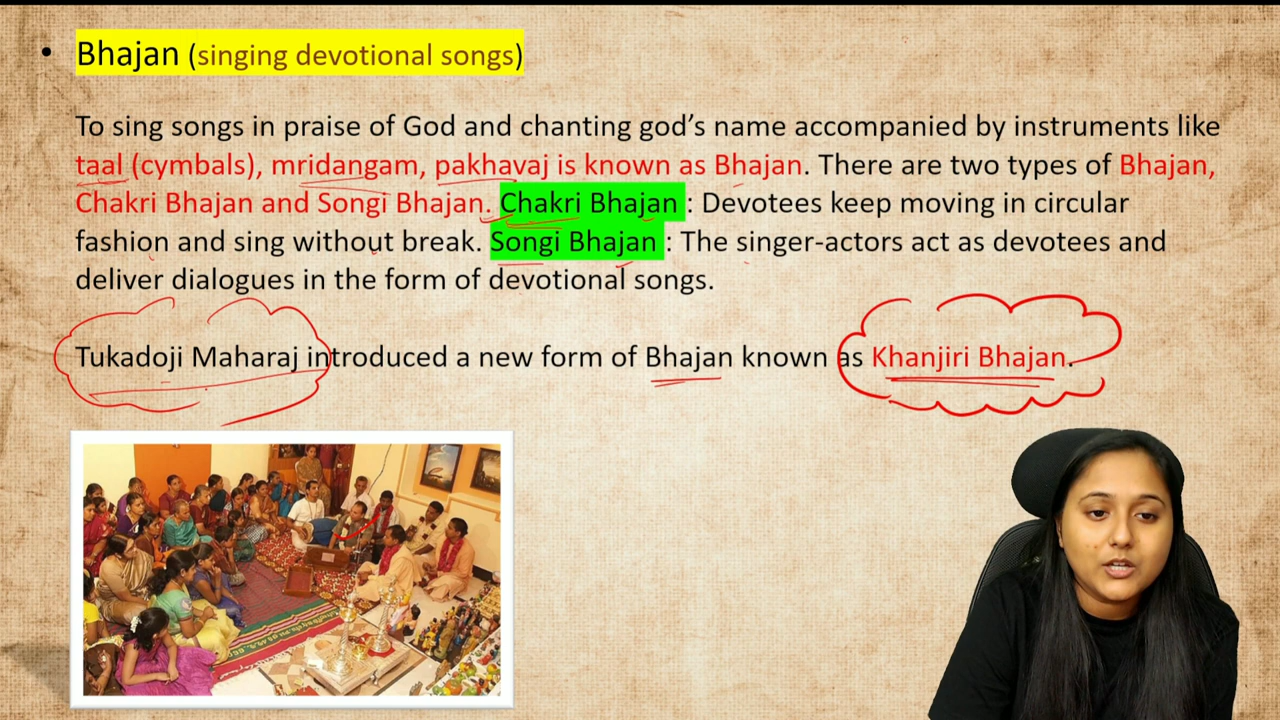 • Bhajan (singing devotional songs)
To sing songs in praise of God and chanting god’s name accompanied by instruments like
taal (cymbals), mridangam, pakhavaj is known as Bhajan. There are two types of Bhajan,
Chakri Bhajan and Songi Bhajan. Chakri Bhajan : Devotees keep moving in circular
fashion and sing without break. Songi Bhajan : The singer-actors act as devotees and
deliver dialogues in the form of devotional songs.
Tukadoji Maharaj introduced a new form of Bhajan known as Khanjiri Bhajan.